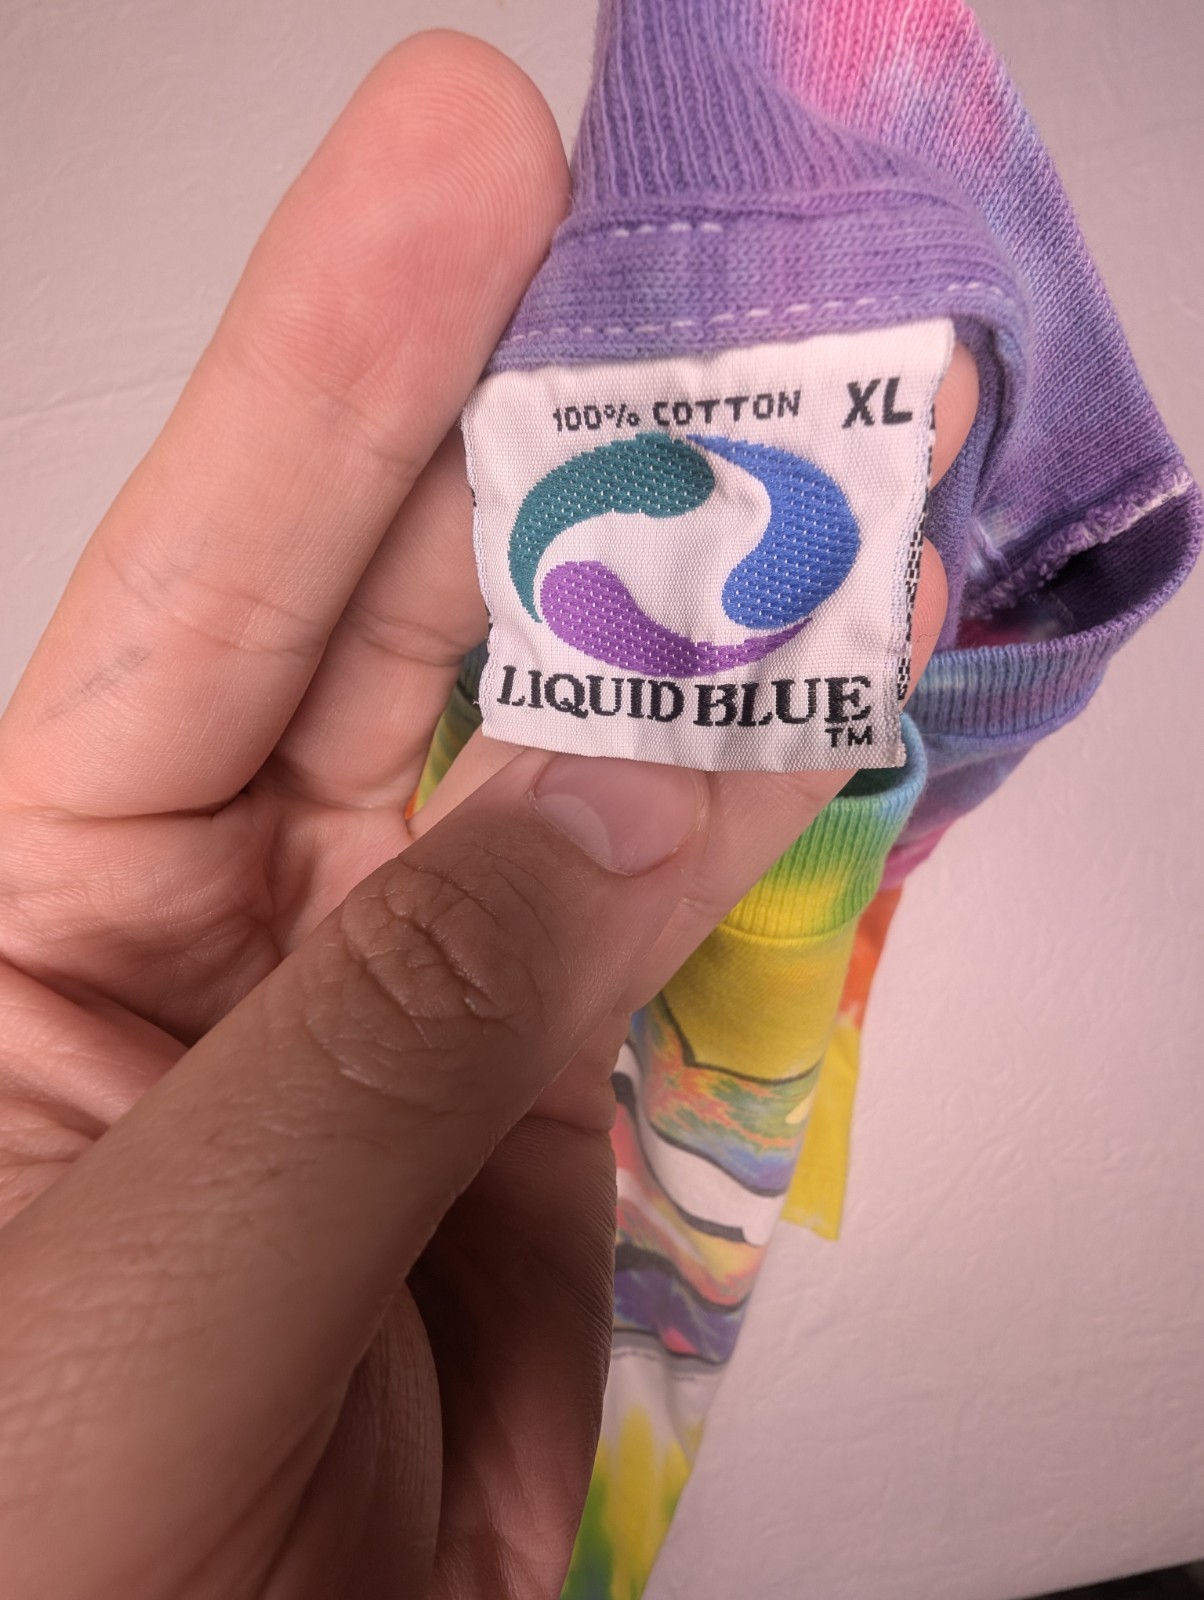 100% COTTON XL
LIQUID BLUE
TM